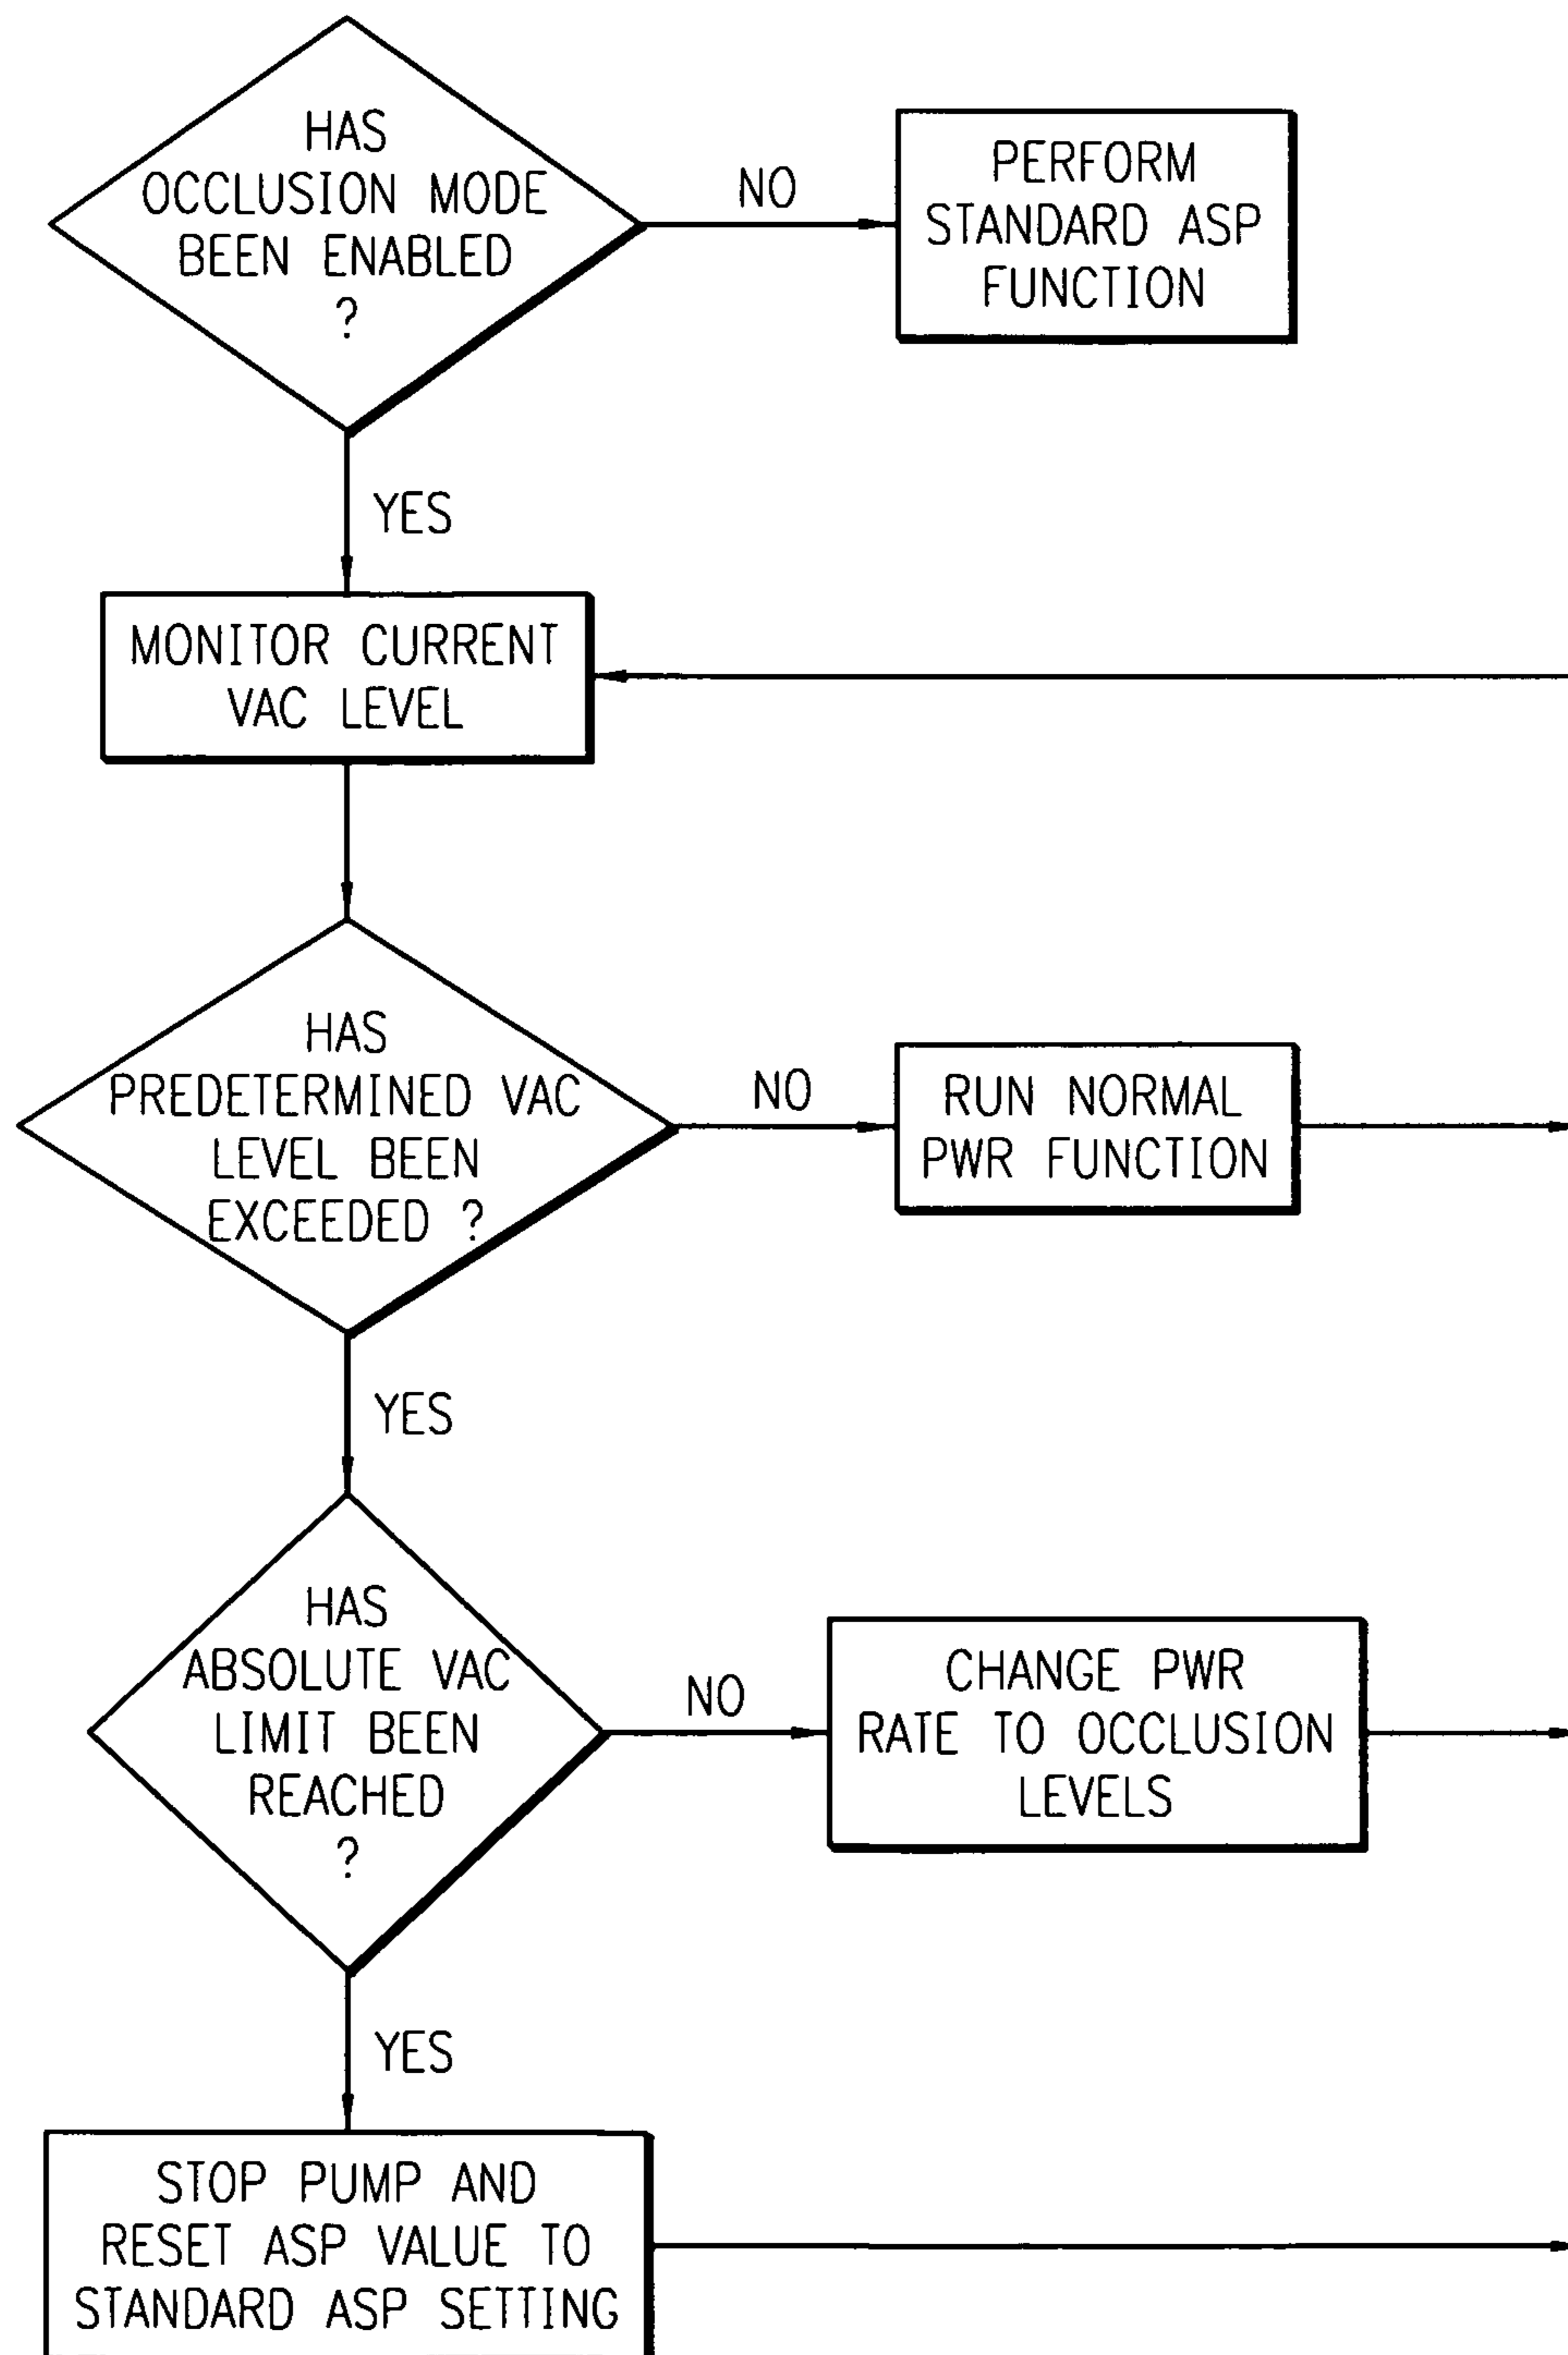 HAS
OCCLUSION MODE
BEEN ENABLED
?
NO
PERFORM
STANDARD ASP
FUNCTION
YES
MONITOR CURRENT
VAC LEVEL
HAS
PREDETERMINED VAC
LEVEL BEEN
EXCEEDED ?
NO
RUN NORMAL
PWR FUNCTION
YES
HAS
ABSOLUTE VAC
LIMIT BEEN
REACHED
?
NO
CHANGE PWR
RATE TO OCCLUSION
LEVELS
YES
STOP PUMP AND
RESET ASP VALUE TO
STANDARD ASP SETTING